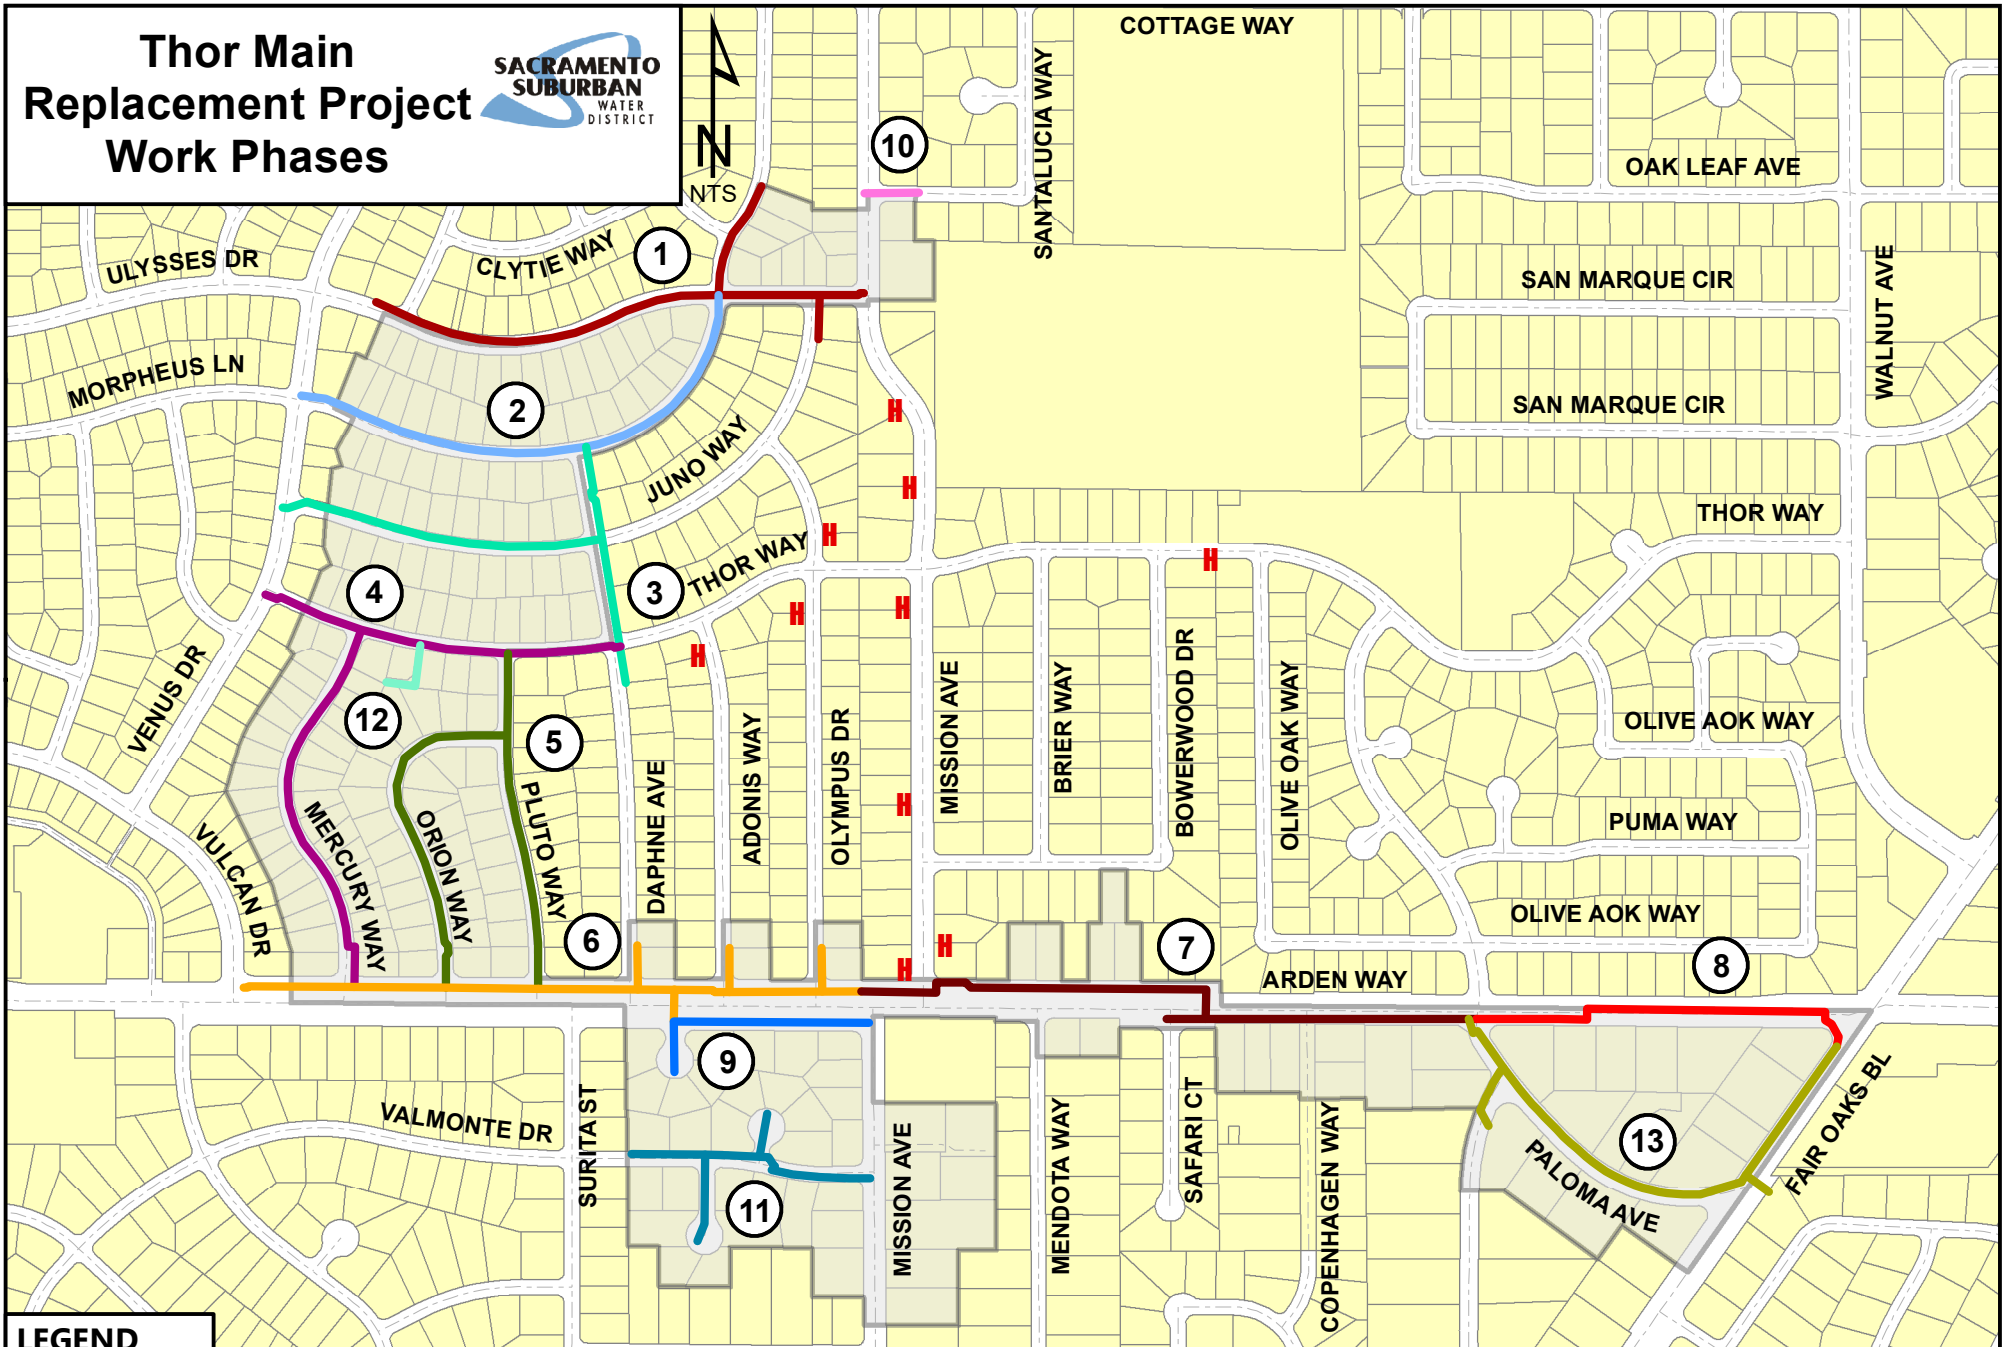 Thor Main
Replacement Project
Work Phases
SACRAMENTO
SUBURBAN
WATER
DISTRICT
N
NTS
COTTAGE WAY
10
SANTALUCIA WAY
OAK LEAF AVE
ULYSSES DR
CLYTIE WAY
1
SAN MARQUE CIR
WALNUT AVE
MORPHEUS LN
2
SAN MARQUE CIR
H
JUNO WAY
H
THOR WAY
H
THOR WAY
H
4
3
H
H
H
VENUS DR
12
5
DAPHNE AVE
ADONIS WAY
OLYMPUS DR
MISSION AVE
BRIER WAY
BOWERWOOD DR
OLIVE OAK WAY
OLIVE AOK WAY
H
PUMA WAY
VULCAN DR
MERCURY WAY
ORION WAY
PLUTO WAY
OLIVE AOK WAY
6
H
7
H
ARDEN WAY
8
9
VALMONTE DR
SURITA ST
MISSION AVE
MENDOTA WAY
SAFARI CT
COPENHAGEN WAY
PALOMA AVE
13
FAIR OAKS BL
11
LEGEND